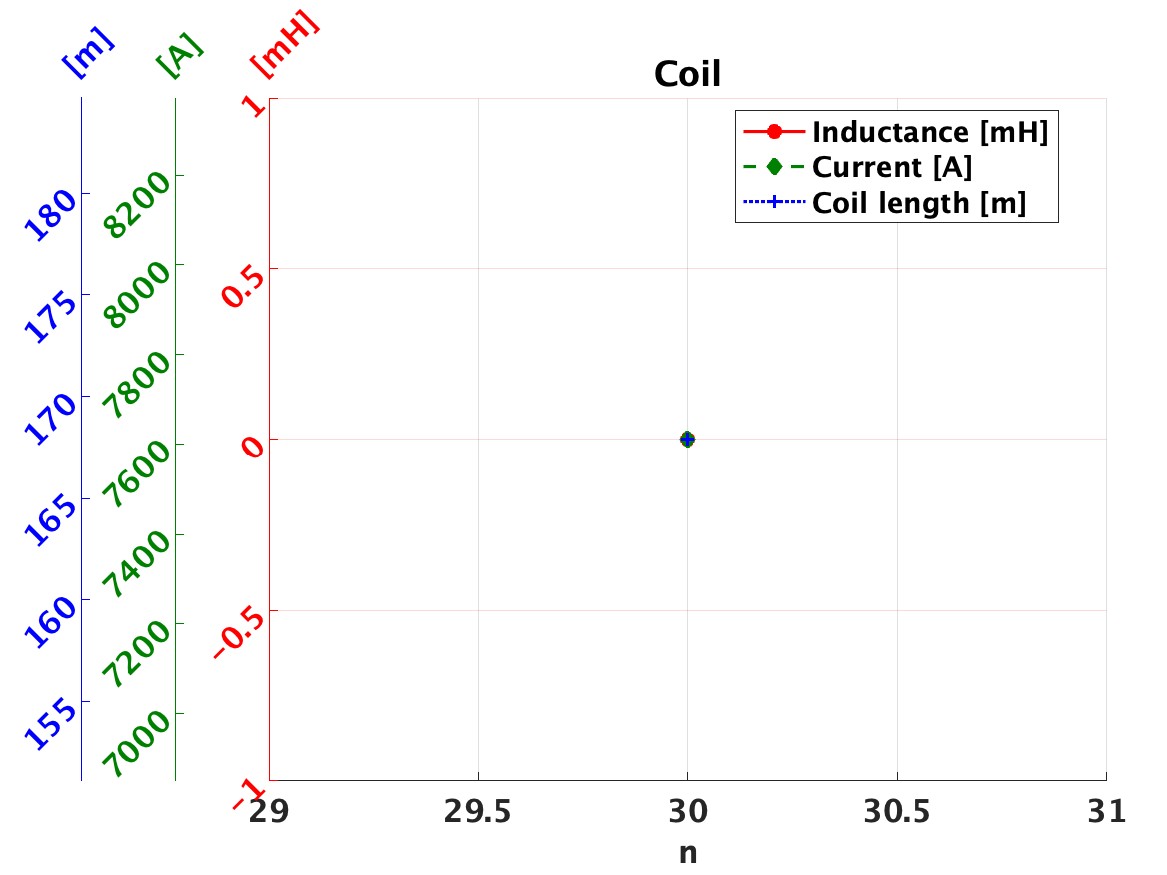 [m] [A] [mH]
Coil
Inductance [mH]
Current [A]
Coil length [m]
180
175
170
165
160
155
8200
8000
7800
7600
7400
7200
7000
1
0.5
0
-0.5
-1
29 29.5 30 30.5 31
n